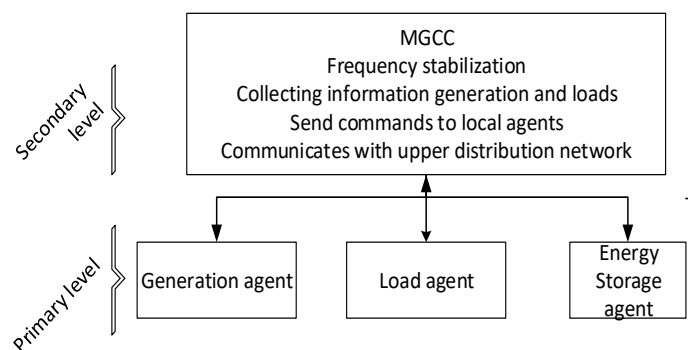 MGCC
Frequency stabilization
Collecting information generation and loads
Send commands to local agents
Communicates with upper distribution network
Secondary
level
Generation agent
Load agent
Energy
Storage
agent
Primary level